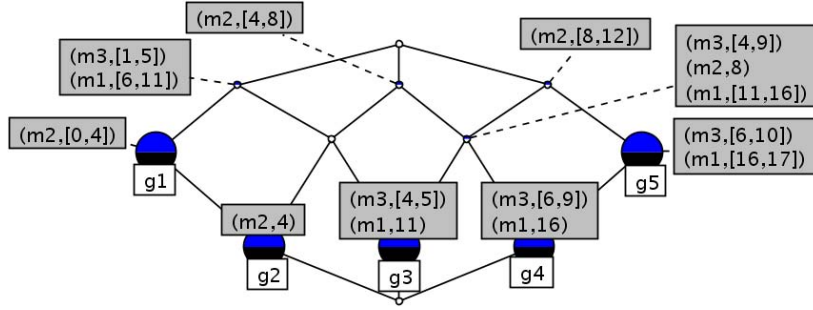 (m2,[4,8])
(m2,[8,12])
(m3,[1,5])
(m1,[6,11])
(m3,[4,9])
(m2,8)
(m1,[11,16])
(m2,[0,4])
(m3,[6,10])
(m1,[16,17])
g1
g5
(m2,4)
(m3,[4,5])
(m1,11)
(m3,[6,9])
(m1,16)
g2
g3
g4